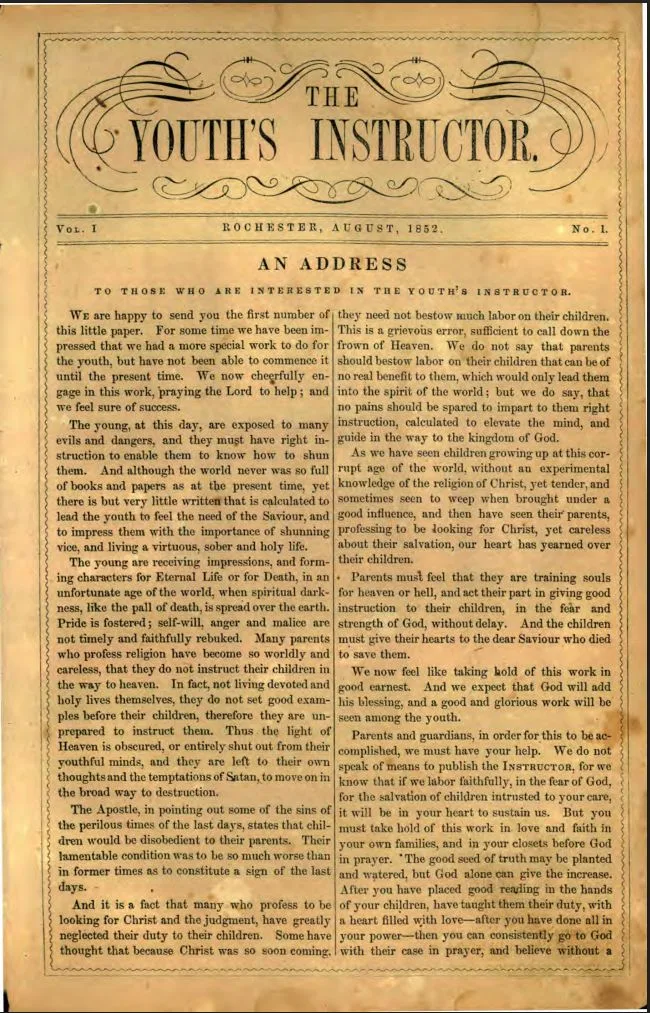 THE
YOUTH'S INSTRUCTOR.
Vol. I
ROCHESTER, AUGUST, 1852.
No. 1.
AN ADDRESS
TO THOSE WHO ARE INTERESTED IN THE YOUTH'S INSTRUCTOR.
We are happy to send you the first number of
this little paper. For some time we have been im-
pressed that we had a more special work to do for
the youth, but have not been able to commence it
until the present time. We now cheerfully en-
gage in this work, praying the Lord to help; and
we feel sure of success.
The young, at this day, are exposed to many
evils and dangers, and they must have right in-
struction to enable them to know how to shun
them. And although the world never was so full
of books and papers as at the present time, yet
there is but very little written that is calculated to
lead the youth to feel the need of the Saviour, and
to impress them with the importance of shunning
vice, and living a virtuous, sober and holy life.
The young are receiving impressions, and form-
ing characters for Eternal Life or for Death, in an
unfortunate age of the world, when spiritual dark-
ness, like the pall of death, is spread over the earth.
Pride is fostered; self-will, anger and malice are
not timely and faithfully rebuked. Many parents
who profess religion have become so worldly and
careless, that they do not instruct their children in
the way to heaven. In fact, not living devoted and
holy lives themselves, they do not set good exam-
ples before their children, therefore they are un-
prepared to instruct them. Thus the light of
Heaven is obscured, or entirely shut out from their
youthful minds, and they are left to their own
thoughts and the temptations of Satan, to move on in
the broad way to destruction.
The Apostle, in pointing out some of the sins of
the perilous times of the last days, states that chil-
dren would be disobedient to their parents. Their
lamentable condition was to be so much worse than
in former times as to constitute a sign of the last
days.
And it is a fact that many who profess to be
looking for Christ and the judgment, have greatly
neglected their duty to their children. Some have
thought that because Christ was so soon coming,
they need not bestow much labor on their children.
This is a grievous error, sufficient to call down the
frown of Heaven. We do not say that parents
should bestow labor on their children that can be of
no real benefit to them, which would only lead them
into the spirit of the world; but we do say, that
no pains should be spared to impart to them right
instruction, calculated to elevate the mind, and
guide in the way to the kingdom of God.
As we have seen children growing up at this cor-
rupt age of the world, without an experimental
knowledge of the religion of Christ, yet tender, and
sometimes seen to weep when brought under a
good influence, and then have seen their parents,
professing to be looking for Christ, yet careless
about their salvation, our heart has yearned over
their children.
Parents must feel that they are training souls
for heaven or hell, and act their part in giving good
instruction to their children, in the fear and
strength of God, without delay. And the children
must give their hearts to the dear Saviour who died
to save them.
We now feel like taking hold of this work in
good earnest. And we expect that God will add
his blessing, and a good and glorious work will be
seen among the youth.
Parents and guardians, in order for this to be ac-
complished, we must have your help. We do not
speak of means to publish the Instructor, for we
know that if we labor faithfully, in the fear of God,
for the salvation of children intrusted to your care,
it will be in your heart to sustain us. But you
must take hold of this work in love and faith in
your own families, and in your closets before God
in prayer. The good seed of truth may be planted
and watered, but God alone can give the increase.
After you have placed good reading in the hands
of your children, have taught them their duty, with
a heart filled with love—after you have done all in
your power—then you can consistently go to God
with their case in prayer, and believe without a